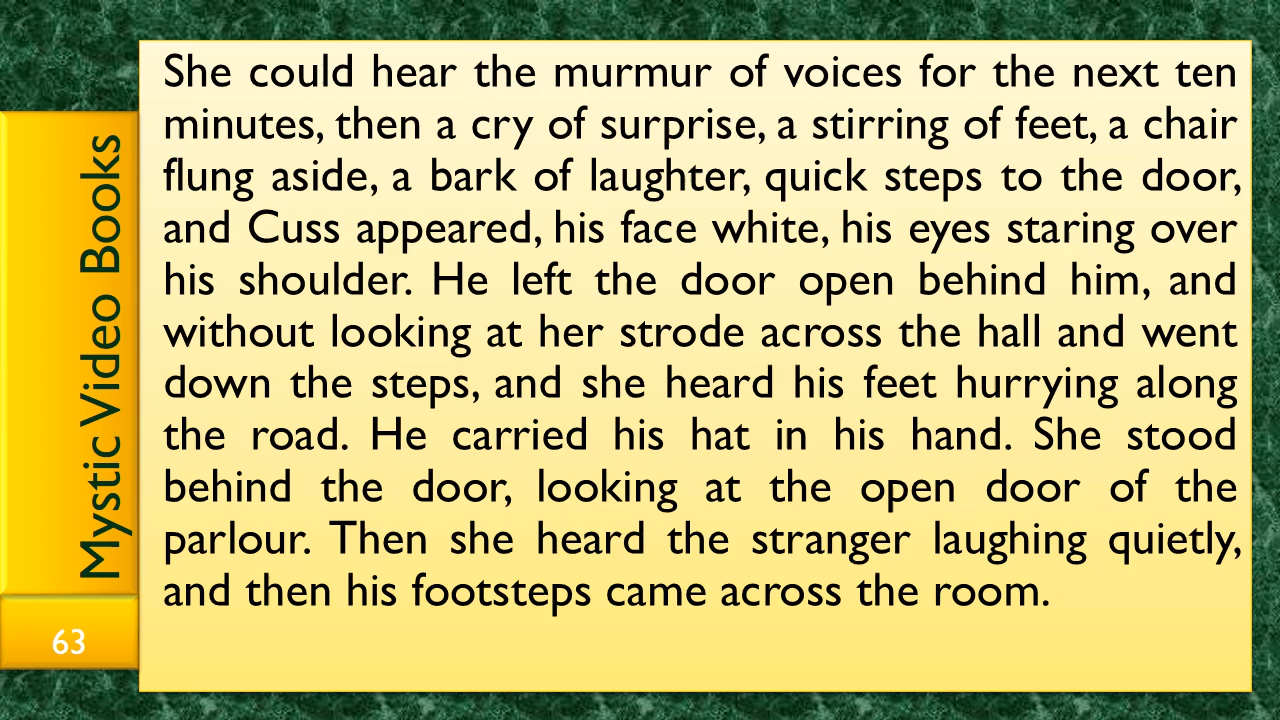 She could hear the murmur of voices for the next ten
minutes, then a cry of surprise, a stirring of feet, a chair
flung aside, a bark of laughter, quick steps to the door,
and Cuss appeared, his face white, his eyes staring over
his shoulder. He left the door open behind him, and
without looking at her strode across the hall and went
down the steps, and she heard his feet hurrying along
the road. He carried his hat in his hand. She stood
behind the door, looking at the open door of the
parlour. Then she heard the stranger laughing quietly,
and then his footsteps came across the room.
Mystic Video Books
63